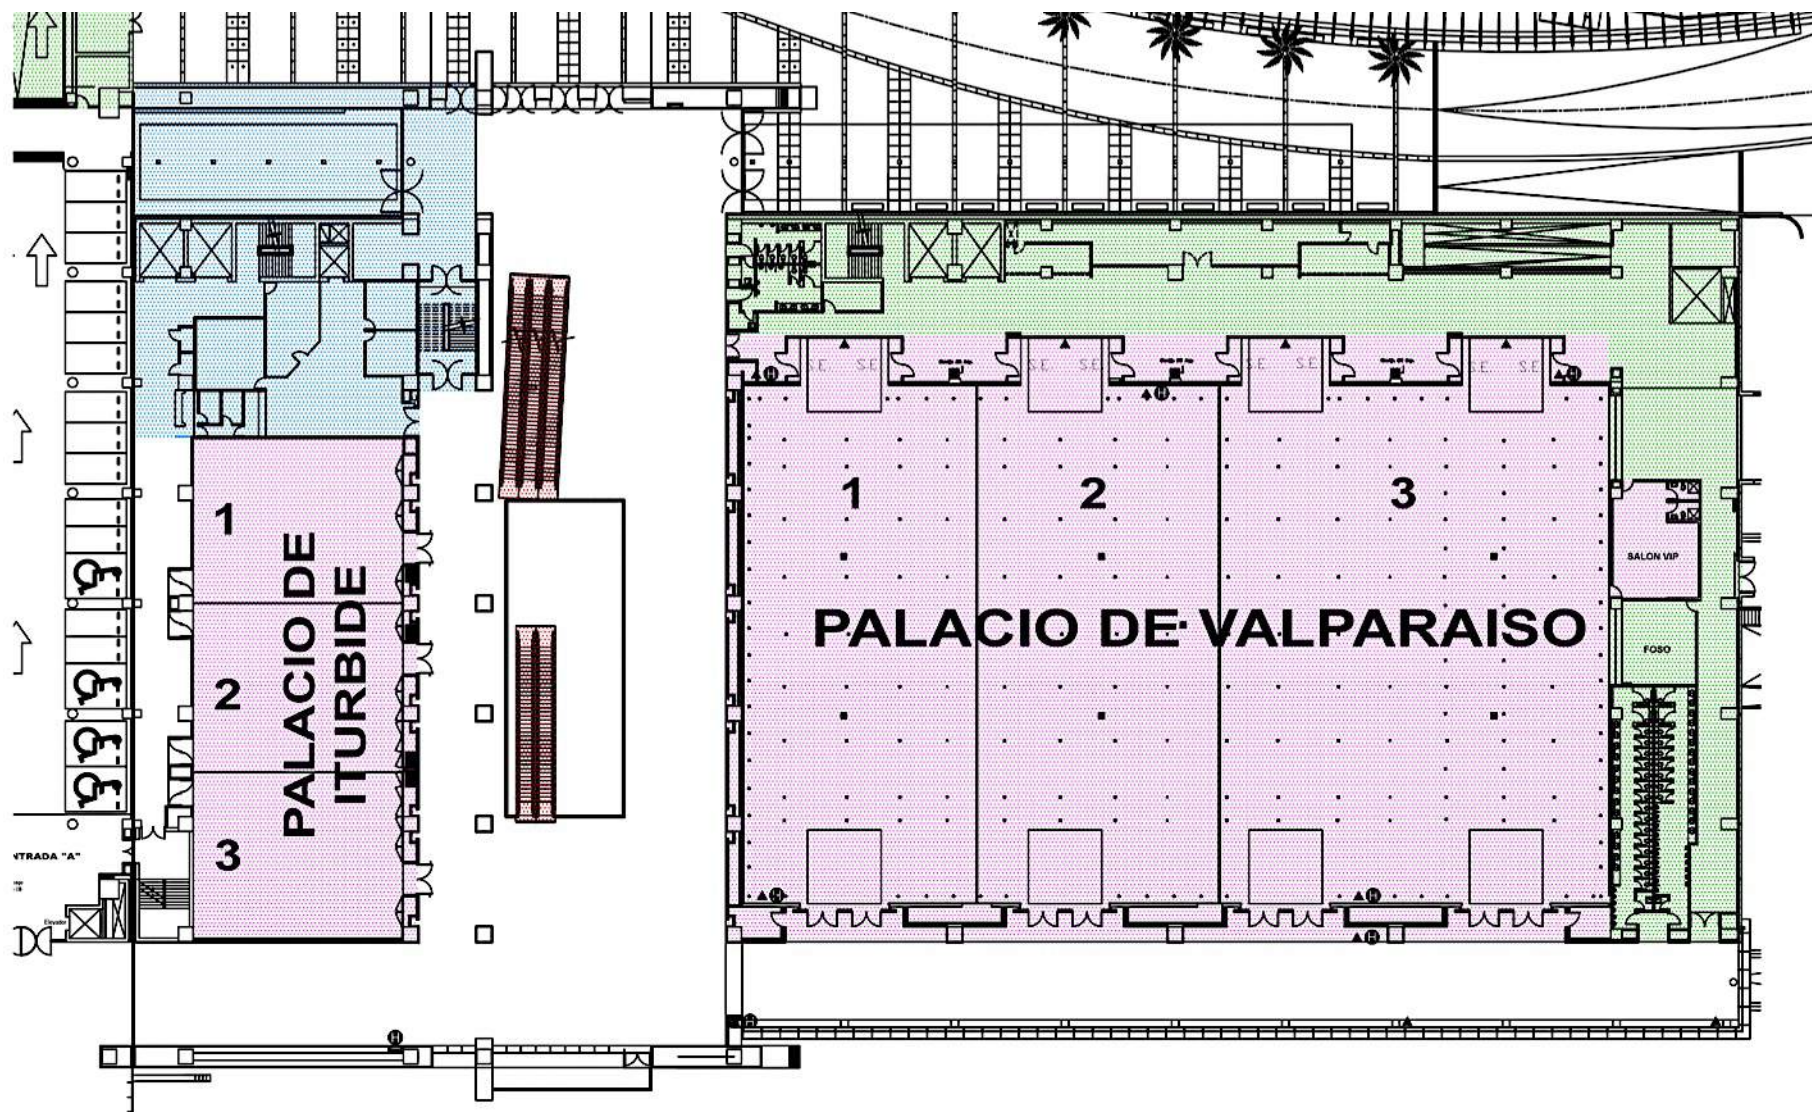 1
2
3
PALACIO DE
ITURBIDE
1
2
3
PALACIO DE VALPARAISO
SALON VIP
FOSO
NTRADA "A"
Elevador
H
H
H
H
H
H
H
H